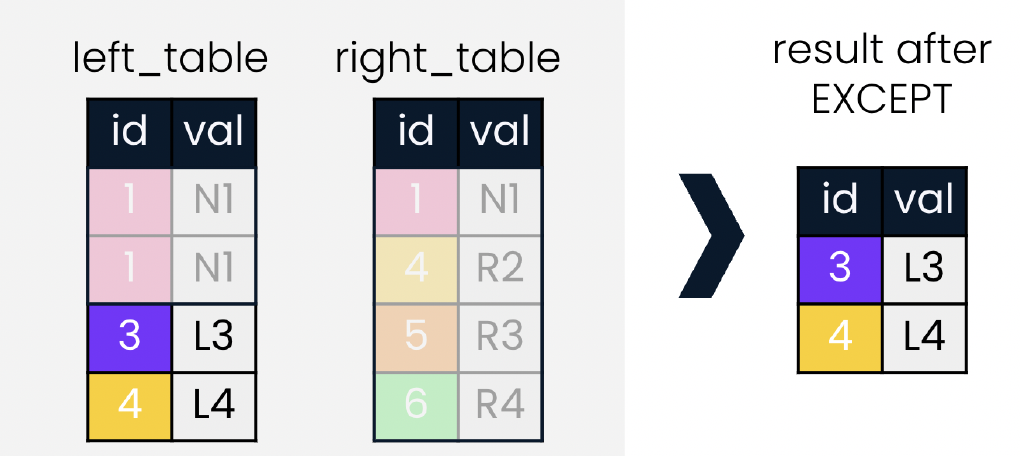 left_table
id val
1 N1
1 N1
3 L3
4 L4
right_table
id val
1 N1
4 R2
5 R3
6 R4
result after
EXCEPT
id val
3 L3
4 L4